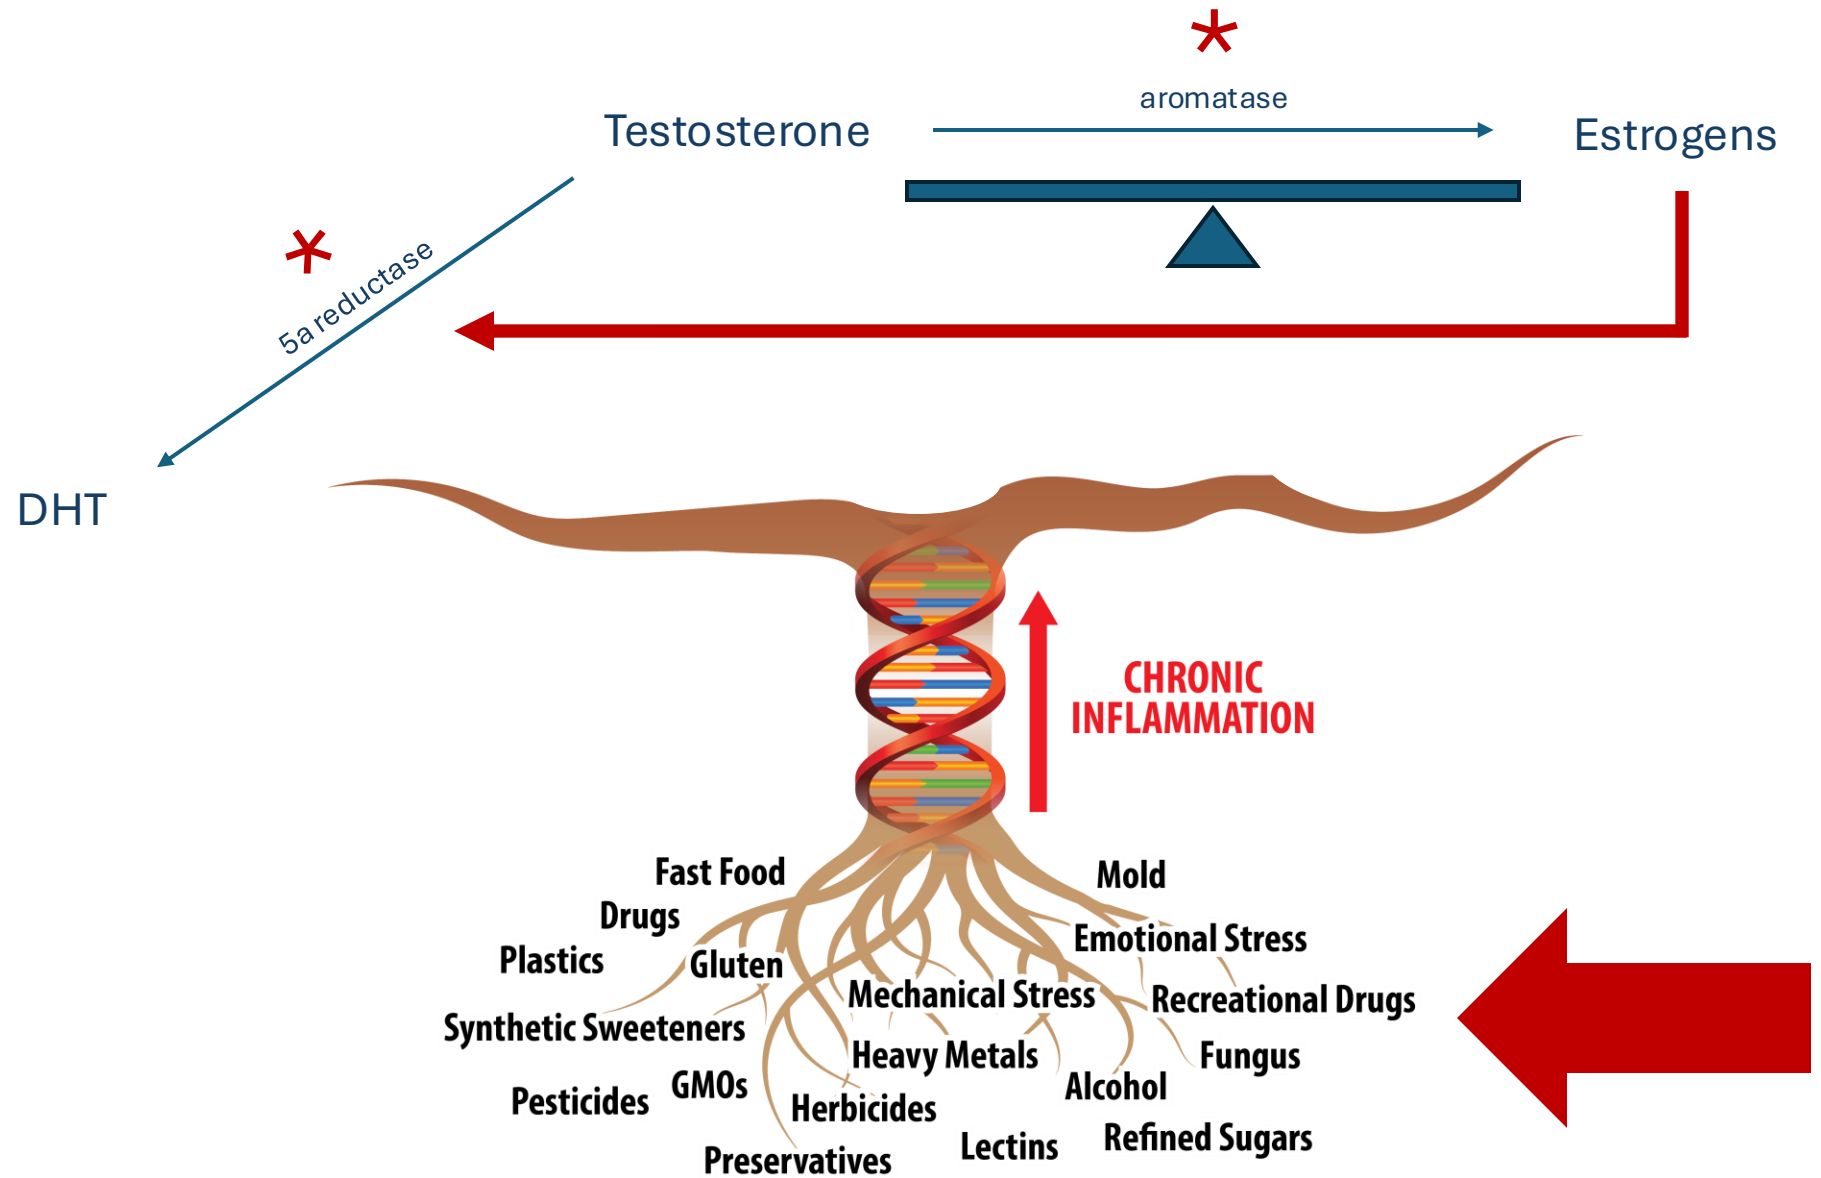 *
aromatase
Testosterone
Estrogens
*
5a reductase
DHT
CHRONIC
INFLAMMATION
Fast Food
Mold
Drugs
Emotional Stress
Plastics
Gluten
Mechanical Stress
Recreational Drugs
Synthetic Sweeteners
Heavy Metals
Fungus
GMOs
Alcohol
Pesticides
Herbicides
Refined Sugars
Lectins
Preservatives